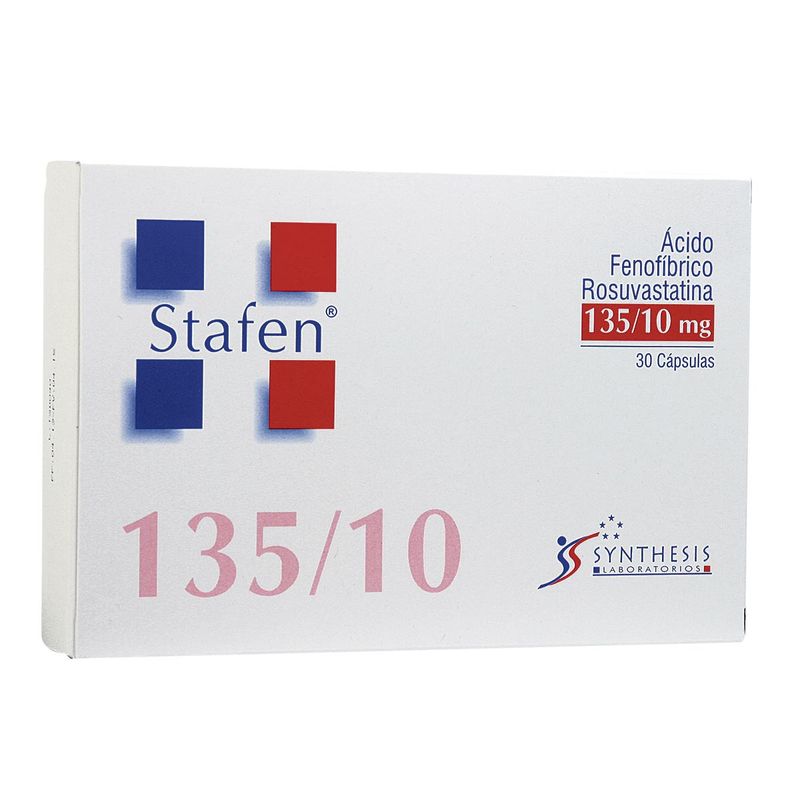 Stafen®
135/10
Ácido
Fenofíbrico
Rosuvastatina
135/10 mg
30 Cápsulas
SYNTHESIS
LABORATORIOS